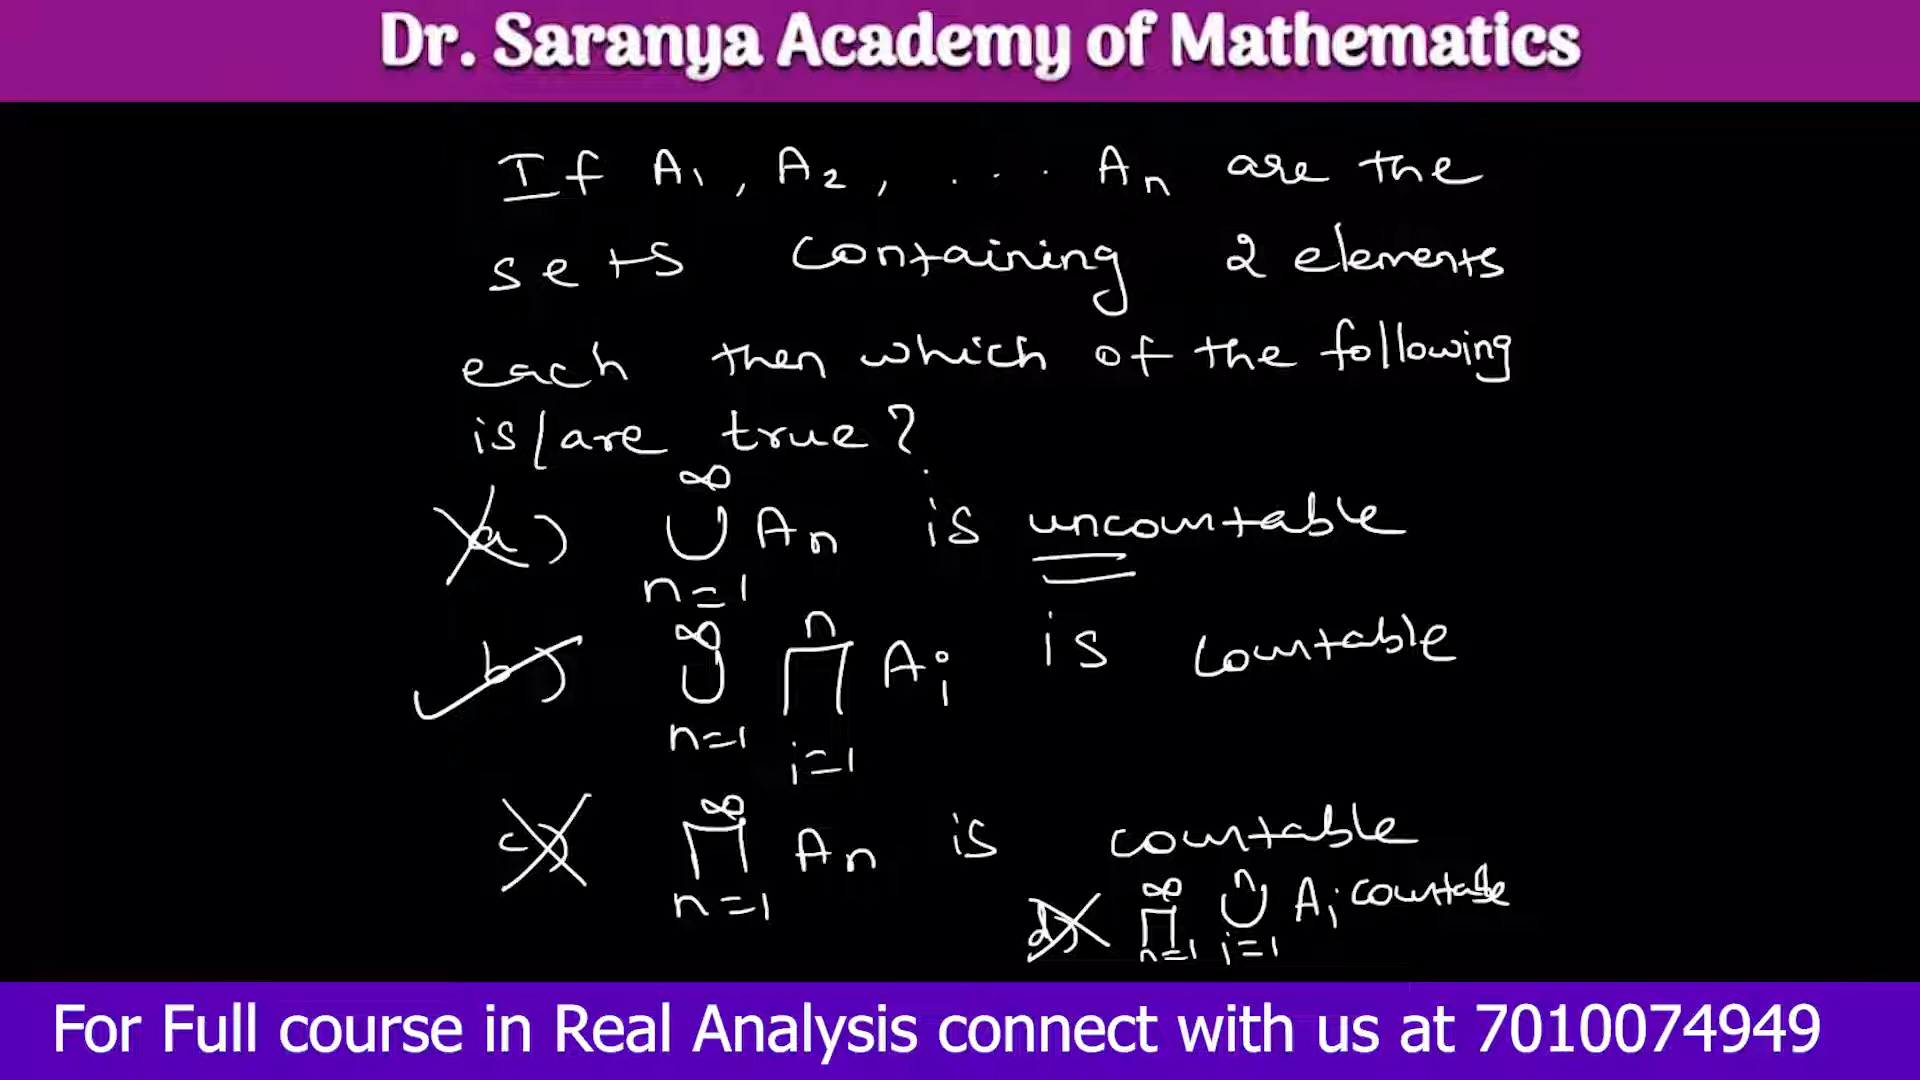 Dr. Saranya Academy of Mathematics
If A₁, A₂, ... Aₙ are the
sets containing 2 elements
each then which of the following
is/are true?
a) ∞ ∪ n=1 Aₙ is uncountable
b) ∞ ∪ n=1 n ∏ i=1 Aᵢ is countable
c) ∞ ∏ n=1 Aₙ is countable
d) ∞ ∏ n=1 n ∪ i=1 Aᵢ countable
For Full course in Real Analysis connect with us at 7010074949